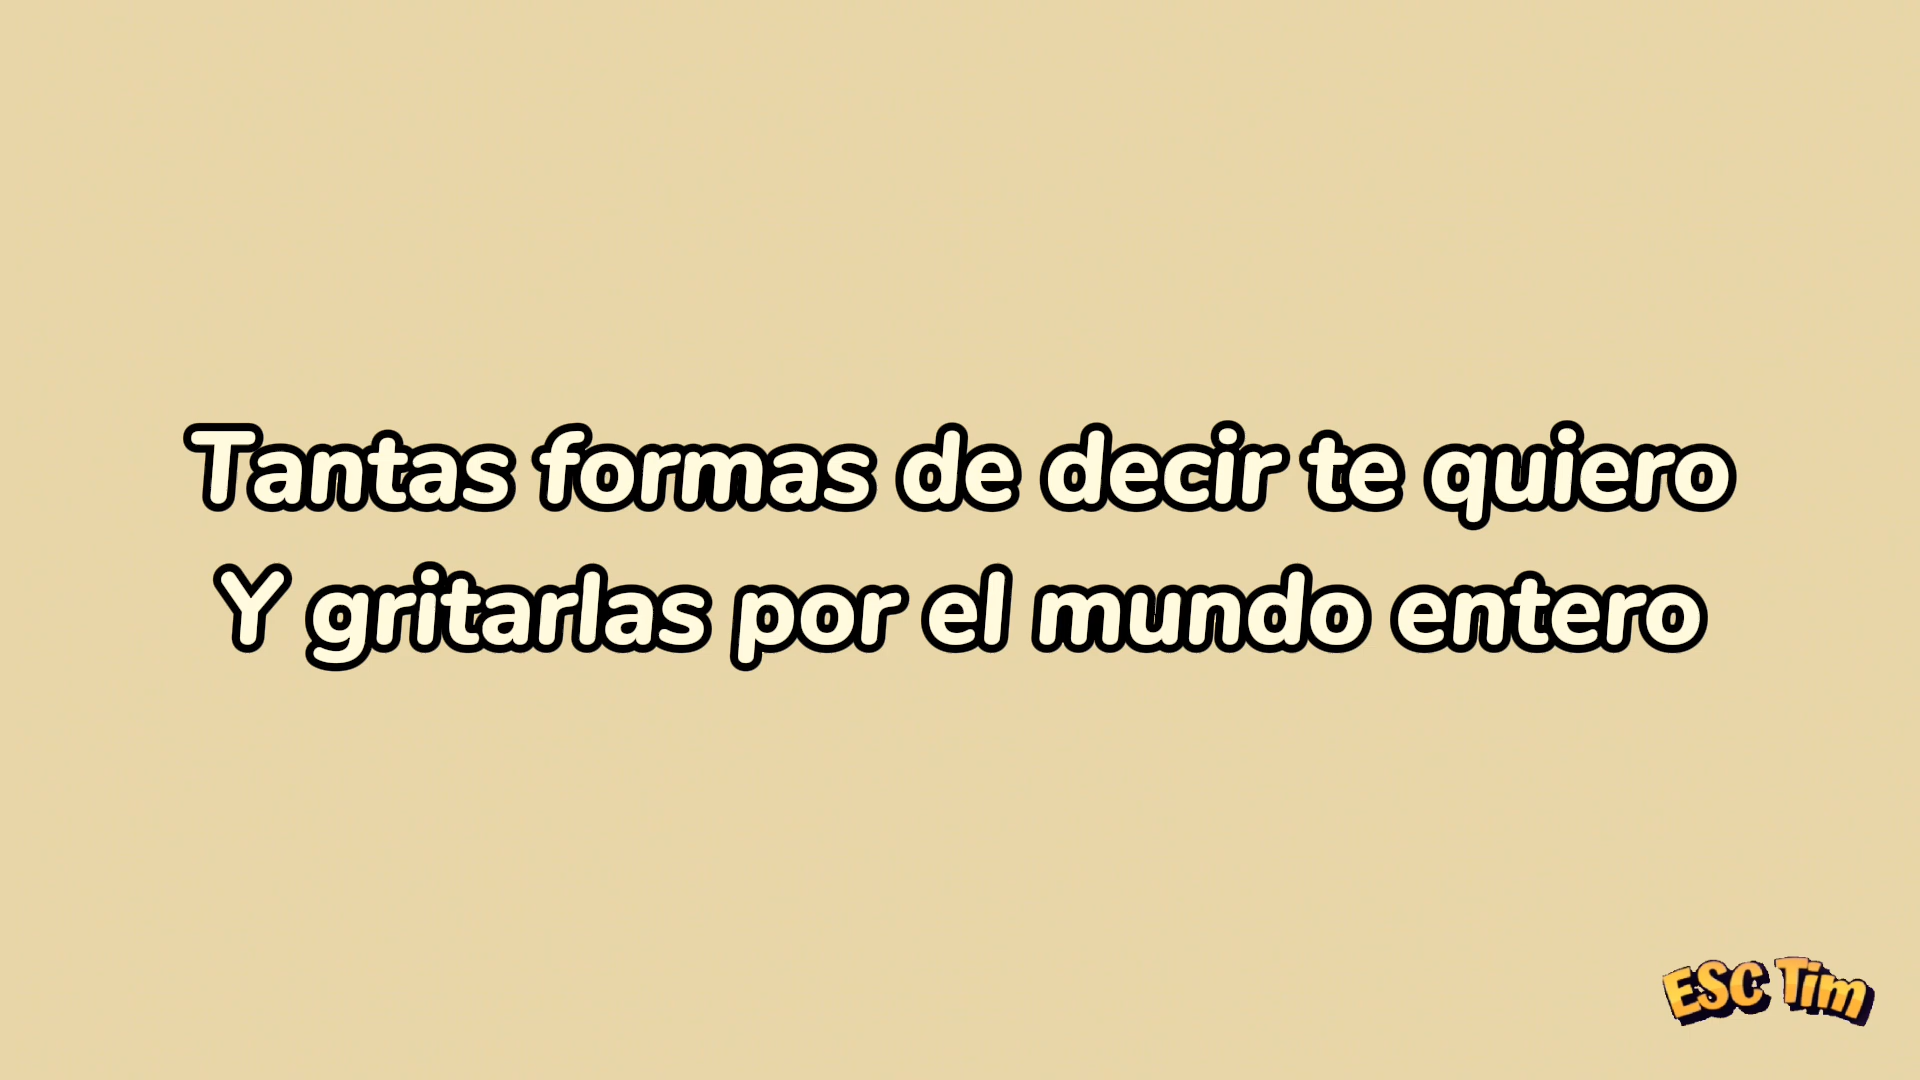 Tantas formas de decir te quiero
Y gritarlas por el mundo entero
ESC Tim